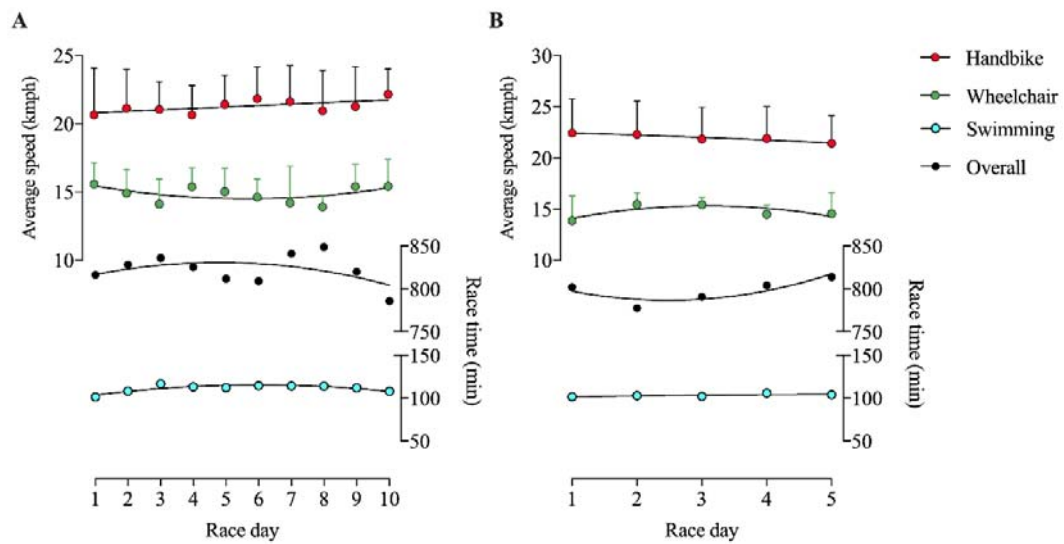 A
B
25
20
15
10
Average speed (kmph)
850
800
750
150
100
50
Race time (min)
1 2 3 4 5 6 7 8 9 10
Race day
30
25
20
15
10
Average speed (kmph)
850
800
750
150
100
50
Race time (min)
1 2 3 4 5
Race day
Handbike
Wheelchair
Swimming
Overall